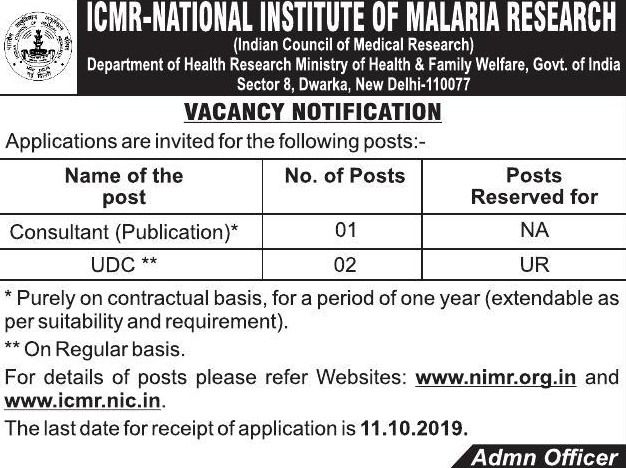 ICMR-NATIONAL INSTITUTE OF MALARIA RESEARCH
(Indian Council of Medical Research)
Department of Health Research Ministry of Health & Family Welfare, Govt. of India
Sector 8, Dwarka, New Delhi-110077
VACANCY NOTIFICATION
Applications are invited for the following posts:-
Name of the post No. of Posts Posts Reserved for
Consultant (Publication)* 01 NA
UDC ** 02 UR
* Purely on contractual basis, for a period of one year (extendable as
per suitability and requirement).
** On Regular basis.
For details of posts please refer Websites: www.nimr.org.in and
www.icmr.nic.in.
The last date for receipt of application is 11.10.2019.
Admn Officer